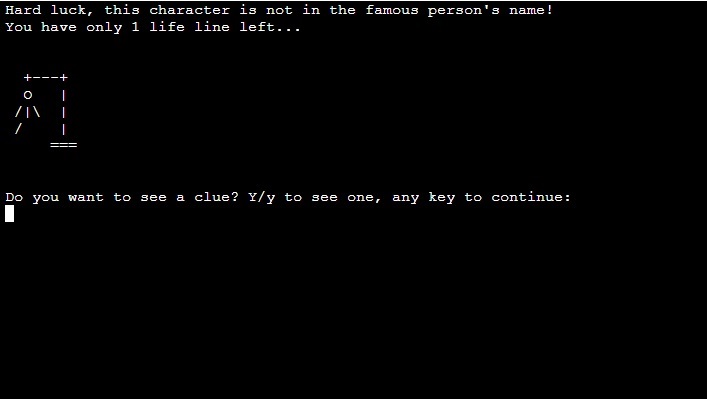 Hard luck, this character is not in the famous person's name!
You have only 1 life line left...
+---+
o   |
/|\  |
/    |
===
Do you want to see a clue? Y/y to see one, any key to continue: